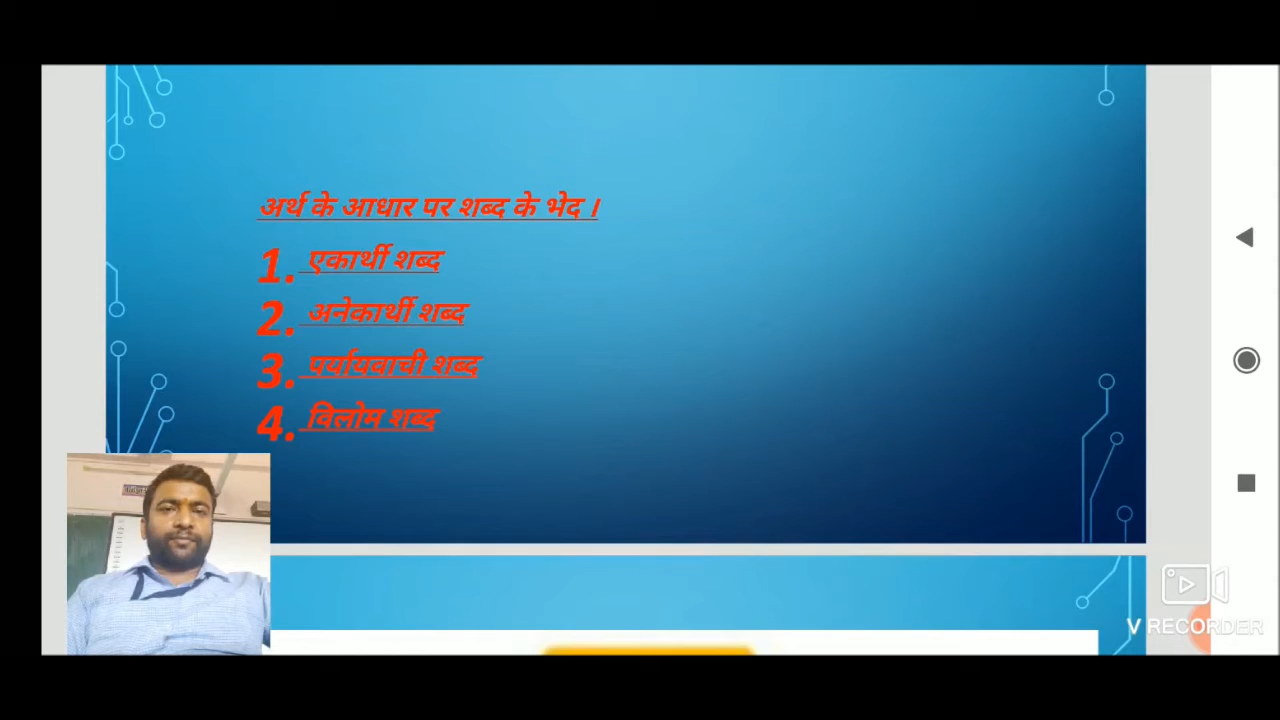 अर्थ के आधार पर शब्द के भेद ।
1. एकार्थी शब्द
2. अनेकार्थी शब्द
3. पर्यायवाची शब्द
4. विलोम शब्द
V RECORDER